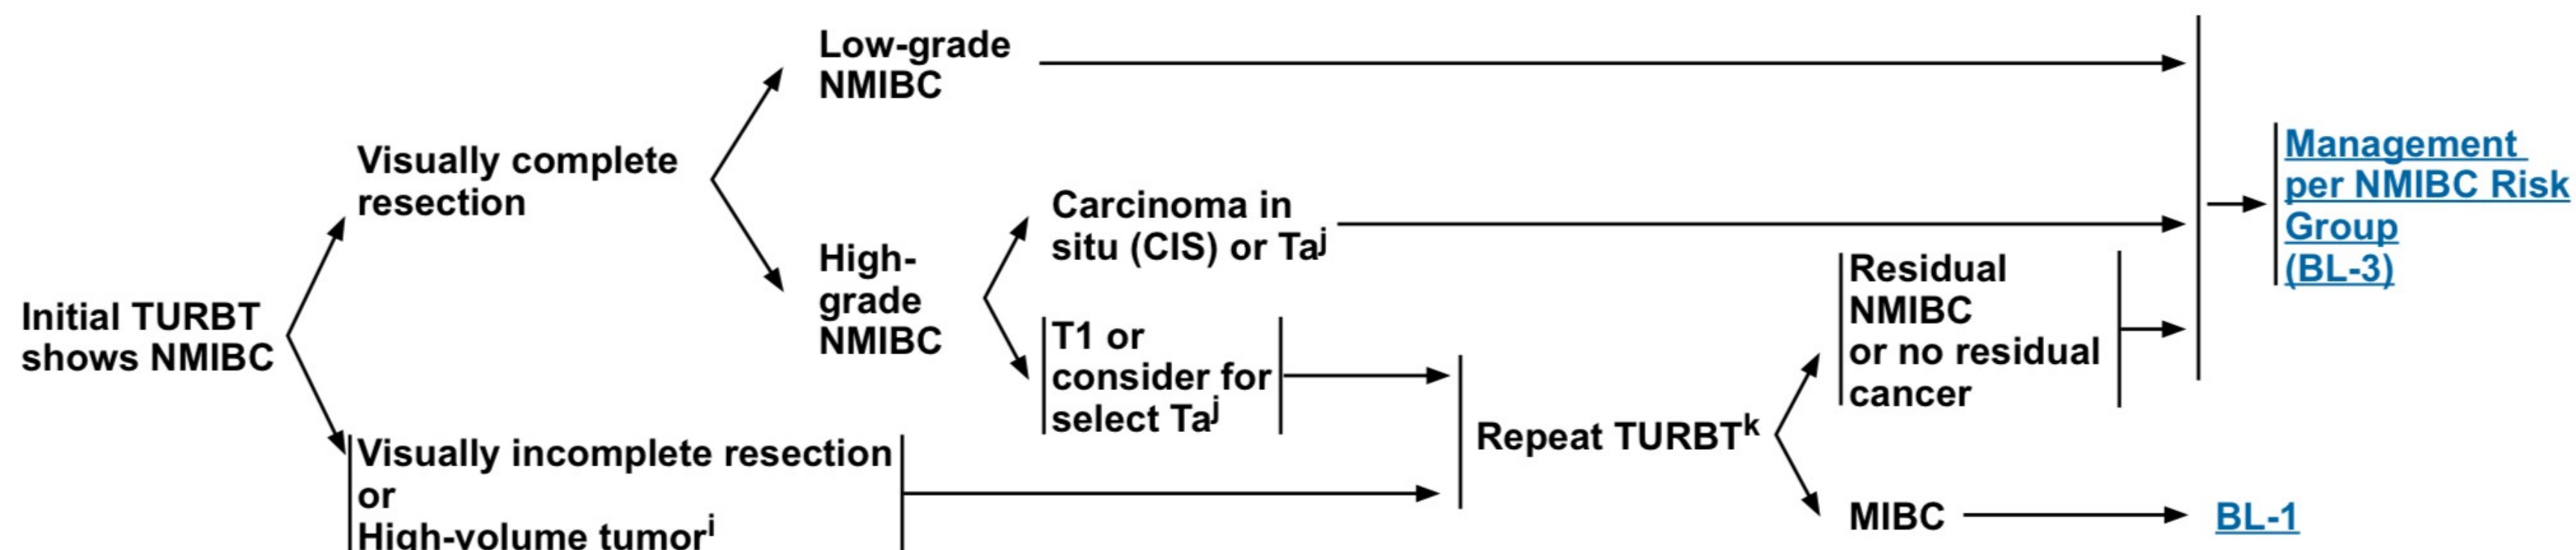 Initial TURBT
shows NMIBC
Visually complete
resection
Low-grade
NMIBC
High-
grade
NMIBC
Carcinoma in
situ (CIS) or Taj
T1 or
consider for
select Taj
Visually incomplete resection
or
High-volume tumori
Repeat TURBTk
Residual
NMIBC
or no residual
cancer
MIBC
Management
per NMIBC Risk
Group
(BL-3)
BL-1